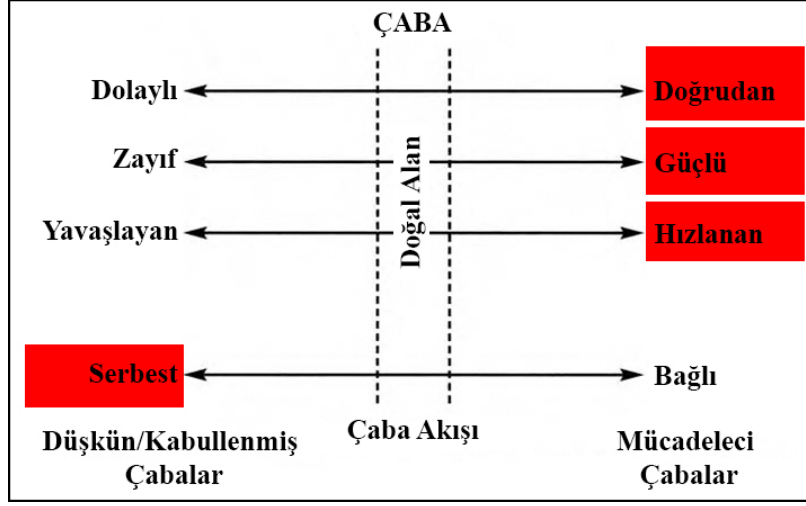 ÇABA
Dolaylı
Doğrudan
Zayıf
Güçlü
Doğal Alan
Yavaşlayan
Hızlanan
Serbest
Bağlı
Çaba Akışı
Düşkün/Kabullenmiş
Çabalar
Mücadeleci
Çabalar